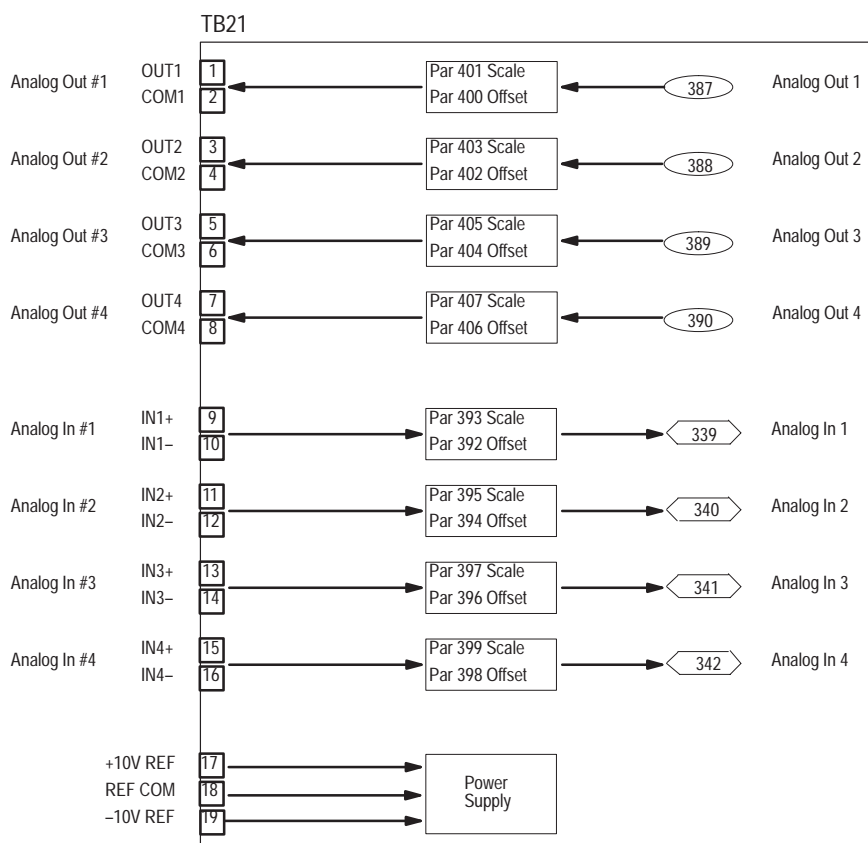 TB21
Analog Out #1 OUT1 1 Par 401 Scale 387 Analog Out 1
COM1 2 Par 400 Offset
Analog Out #2 OUT2 3 Par 403 Scale 388 Analog Out 2
COM2 4 Par 402 Offset
Analog Out #3 OUT3 5 Par 405 Scale 389 Analog Out 3
COM3 6 Par 404 Offset
Analog Out #4 OUT4 7 Par 407 Scale 390 Analog Out 4
COM4 8 Par 406 Offset
Analog In #1 IN1+ 9 Par 393 Scale 339 Analog In 1
IN1– 10 Par 392 Offset
Analog In #2 IN2+ 11 Par 395 Scale 340 Analog In 2
IN2– 12 Par 394 Offset
Analog In #3 IN3+ 13 Par 397 Scale 341 Analog In 3
IN3– 14 Par 396 Offset
Analog In #4 IN4+ 15 Par 399 Scale 342 Analog In 4
IN4– 16 Par 398 Offset
+10V REF 17
REF COM 18 Power
Supply
–10V REF 19